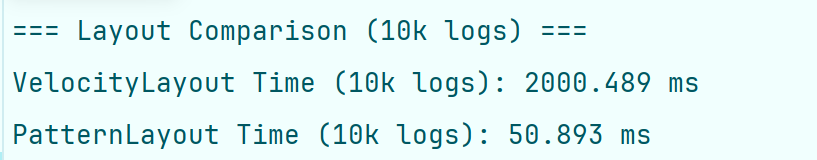 === Layout Comparison (10k logs) ===
VelocityLayout Time (10k logs): 2000.489 ms
PatternLayout Time (10k logs): 50.893 ms